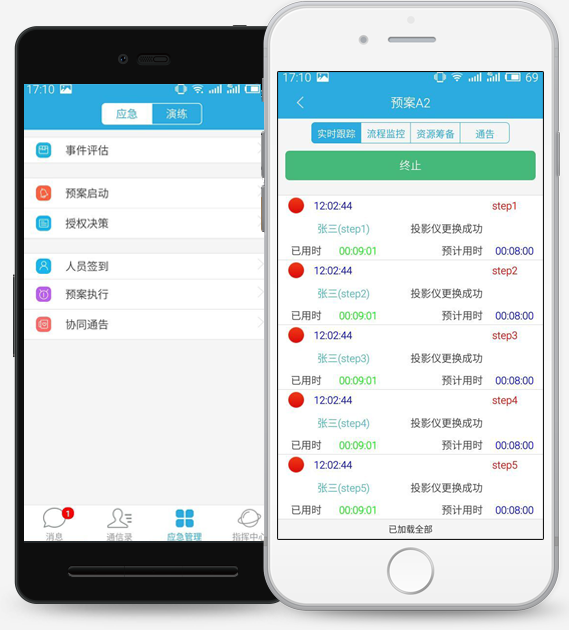 17:10
应急 演练
事件评估
预案启动
授权决策
人员签到
预案执行
协同通告
1
消息 通信录 应急管理 指挥中心
17:10 69
预案A2
实时跟踪 流程监控 资源筹备 通告
终止
12:02:44 step1
张三(step1) 投影仪更换成功
已用时 00:09:01 预计用时 00:08:00
12:02:44 step2
张三(step2) 投影仪更换成功
已用时 00:09:01 预计用时 00:08:00
12:02:44 step3
张三(step3) 投影仪更换成功
已用时 00:09:01 预计用时 00:08:00
12:02:44 step4
张三(step4) 投影仪更换成功
已用时 00:09:01 预计用时 00:08:00
12:02:44 step5
张三(step5) 投影仪更换成功
已用时 00:09:01 预计用时 00:08:00
已加载全部